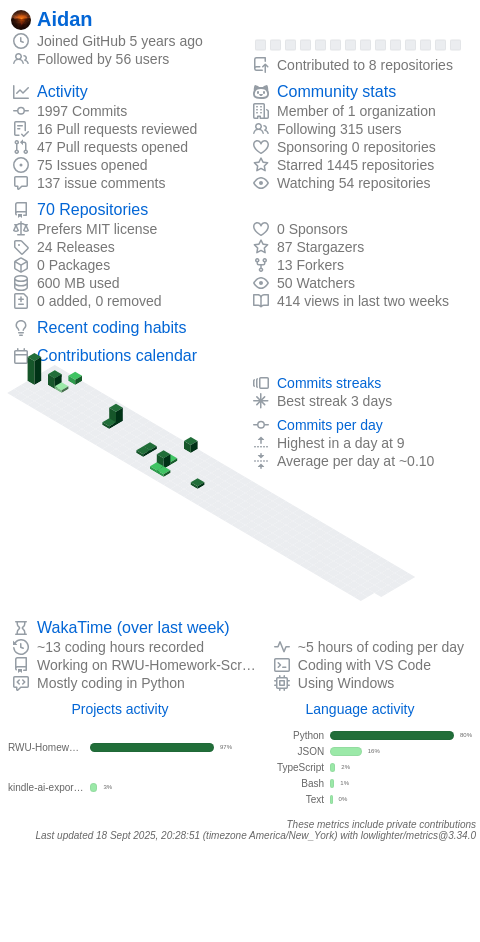 Aidan
Joined GitHub 5 years ago
Followed by 56 users
Contributed to 8 repositories
Activity
1997 Commits
16 Pull requests reviewed
47 Pull requests opened
75 Issues opened
137 issue comments
Community stats
Member of 1 organization
Following 315 users
Sponsoring 0 repositories
Starred 1445 repositories
Watching 54 repositories
70 Repositories
Prefers MIT license
24 Releases
0 Packages
600 MB used
0 added, 0 removed
0 Sponsors
87 Stargazers
13 Forkers
50 Watchers
414 views in last two weeks
Recent coding habits
Contributions calendar
Commits streaks
Best streak 3 days
Commits per day
Highest in a day at 9
Average per day at ~0.10
WakaTime (over last week)
~13 coding hours recorded
Working on RWU-Homework-Scr…
Mostly coding in Python
~5 hours of coding per day
Coding with VS Code
Using Windows
Projects activity
RWU-Homew… 97%
kindle-ai-expor… 3%
Language activity
Python 80%
JSON 16%
TypeScript 2%
Bash 1%
Text 0%
These metrics include private contributions
Last updated 18 Sept 2025, 20:28:51 (timezone America/New_York) with lowlighter/metrics@3.34.0